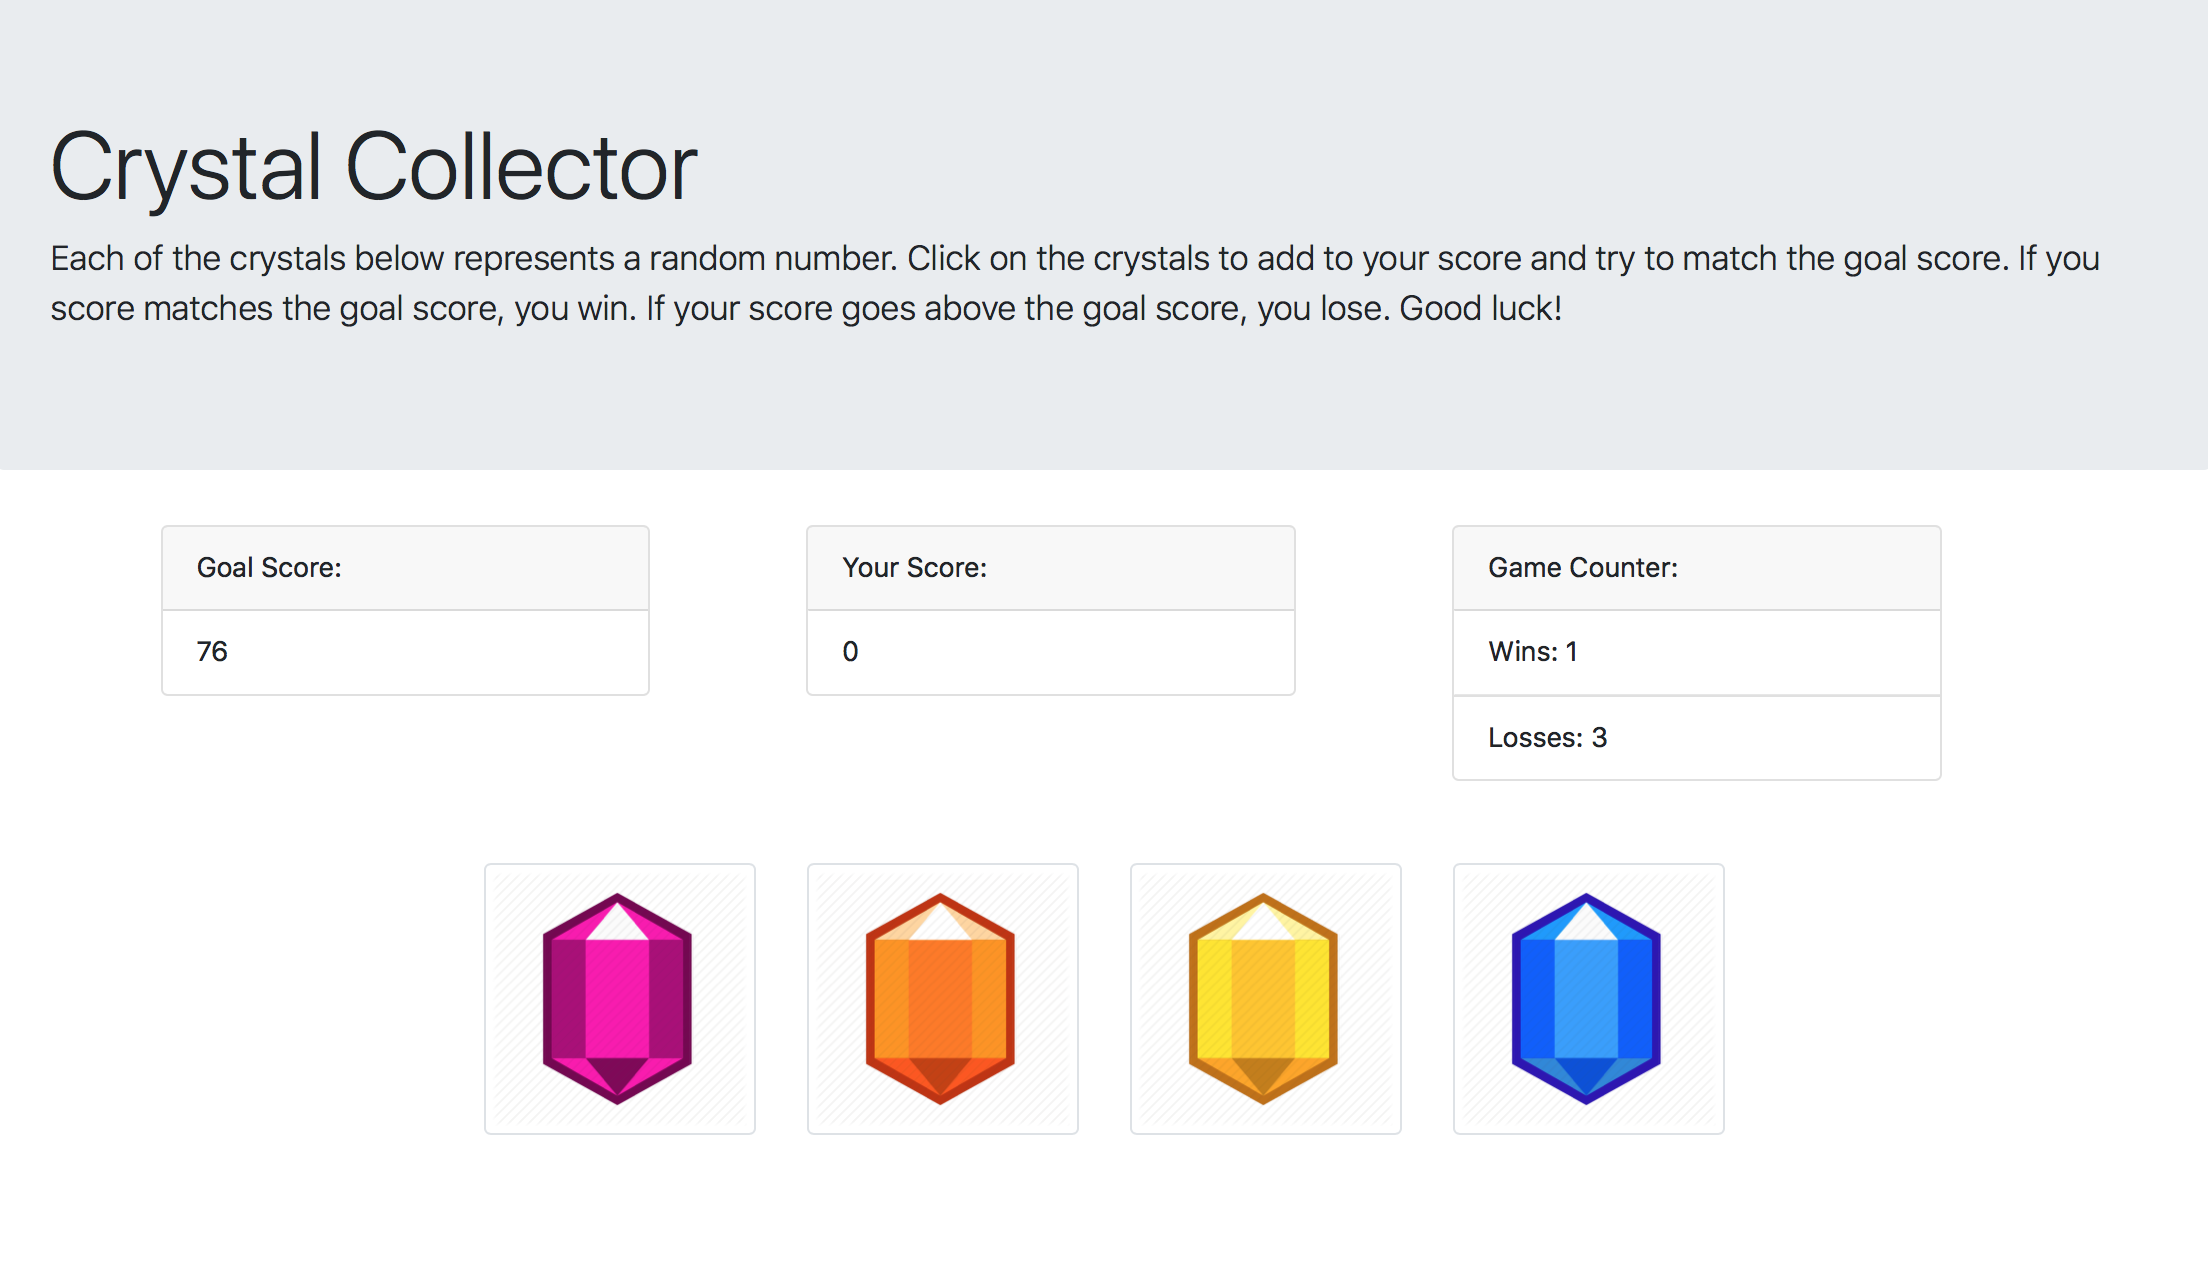 Crystal Collector
Each of the crystals below represents a random number. Click on the crystals to add to your score and try to match the goal score. If you
score matches the goal score, you win. If your score goes above the goal score, you lose. Good luck!
Goal Score:
76
Your Score:
0
Game Counter:
Wins: 1
Losses: 3